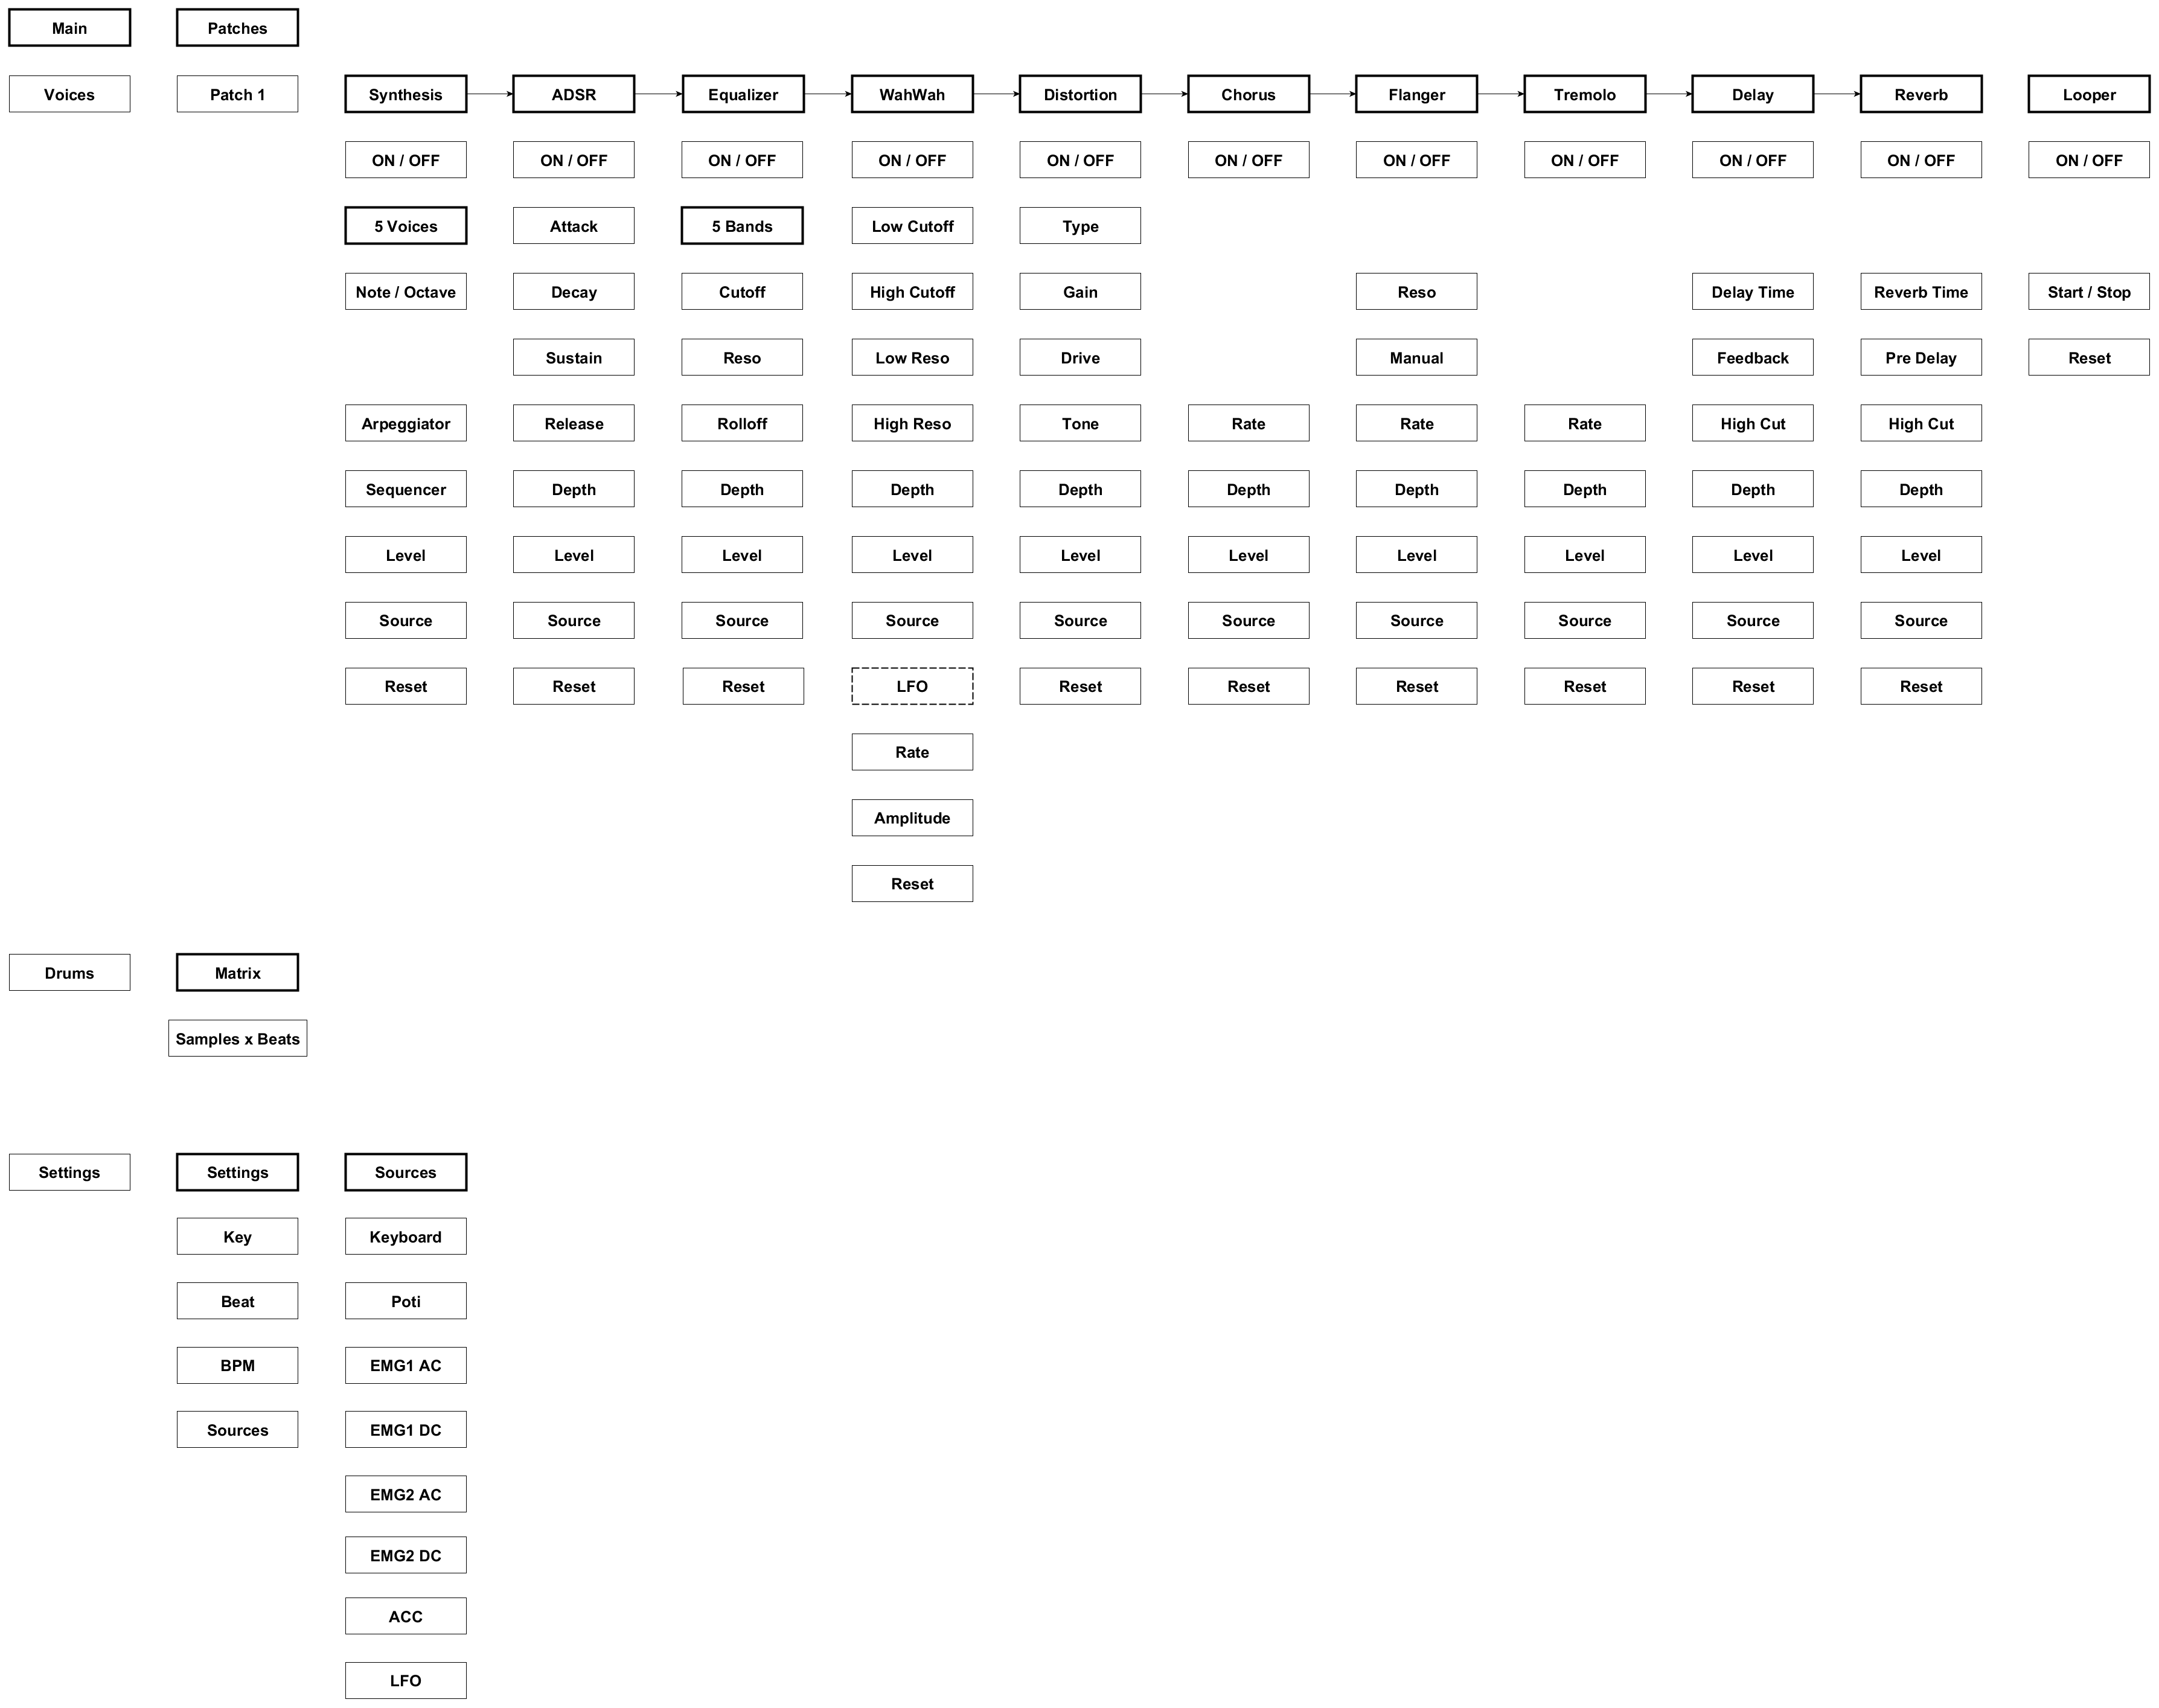 Main Patches
Voices Patch 1 Synthesis ADSR Equalizer WahWah Distortion Chorus Flanger Tremolo Delay Reverb Looper
ON / OFF ON / OFF ON / OFF ON / OFF ON / OFF ON / OFF ON / OFF ON / OFF ON / OFF ON / OFF ON / OFF
5 Voices Attack 5 Bands Low Cutoff Type
Note / Octave Decay Cutoff High Cutoff Gain Reso Delay Time Reverb Time Start / Stop
Sustain Reso Low Reso Drive Manual Feedback Pre Delay Reset
Arpeggiator Release Rolloff High Reso Tone Rate Rate Rate High Cut High Cut
Sequencer Depth Depth Depth Depth Depth Depth Depth Depth Depth
Level Level Level Level Level Level Level Level Level Level
Source Source Source Source Source Source Source Source Source Source
Reset Reset Reset LFO Reset Reset Reset Reset Reset Reset
Rate
Amplitude
Reset
Drums Matrix
Samples x Beats
Settings Settings Sources
Key Keyboard
Beat Poti
BPM EMG1 AC
Sources EMG1 DC
EMG2 AC
EMG2 DC
ACC
LFO